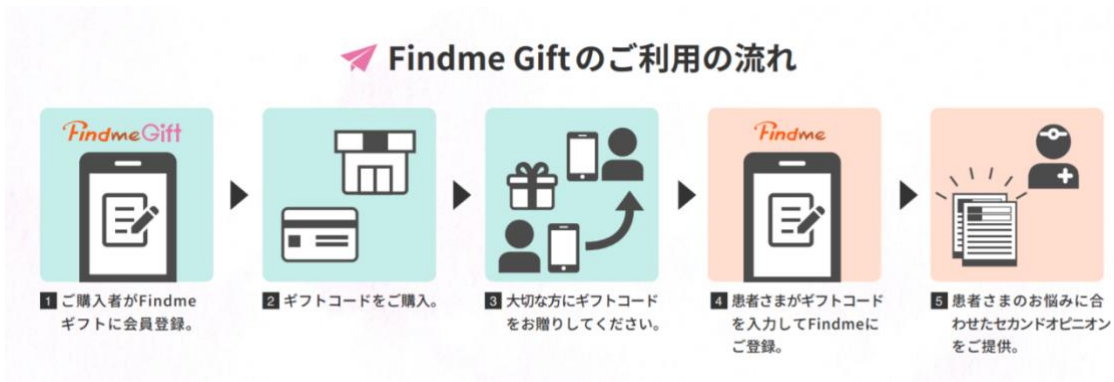 Findme Giftのご利用の流れ
FindmeGift
1 ご購入者がFindme
ギフトに会員登録。
2 ギフトコードをご購入。
3 大切な方にギフトコード
をお贈りしてください。
Findme
4 患者さまがギフトコード
を入力してFindmeに
ご登録。
5 患者さまのお悩みに合
わせたセカンドオピニオン
をご提供。